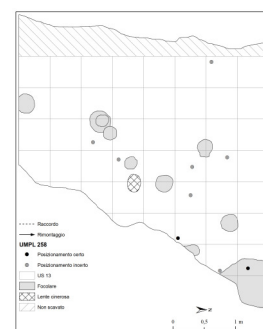 Raccordo
Rimontaggio
UMPL 258
Posizionamento certo
Posizionamento incerto
US 13
Focolare
Lente cinerosa
Non scavato
N
0 0,5 1 m